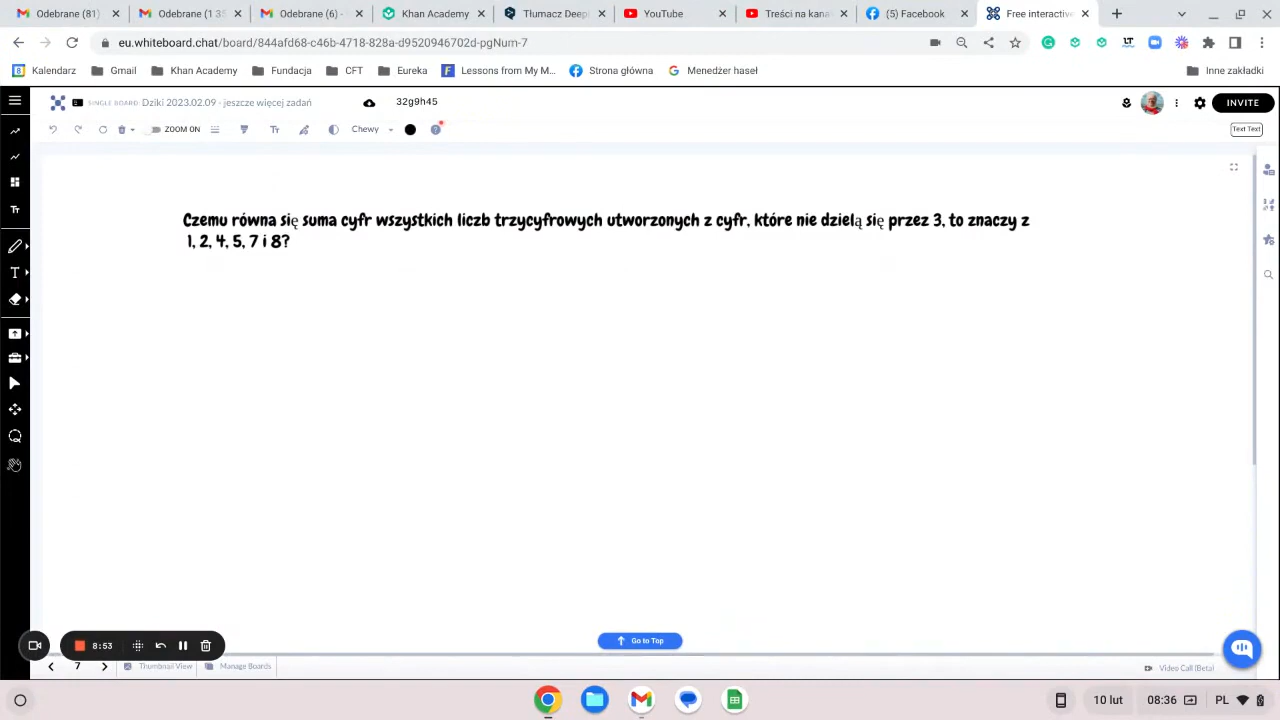 Odebrane (81)
Odebrane (1 35
Odebrane (6) -
Khan Academy
Tłumacz Deepl
YouTube
Treści na kana
(5) Facebook
Free interactiv
eu.whiteboard.chat/board/844afd68-c46b-4718-828a-d9520946702d-pgNum-7
Kalendarz
Gmail
Khan Academy
Fundacja
CFT
Eureka
Lessons from My M...
Strona główna
Menedżer haseł
Inne zakładki
SINGLE BOARD: Dziki 2023.02.09 - jeszcze więcej zadań
32g9h45
INVITE
ZOOM ON
Chewy
Text Text
Czemu równa się suma cyfr wszystkich liczb trzycyfrowych utworzonych z cyfr, które nie dzielą się przez 3, to znaczy z
1, 2, 4, 5, 7 i 8?
Go to Top
8:53
7
Thumbnail View
Manage Boards
Video Call (Beta)
10 lut
08:36
PL